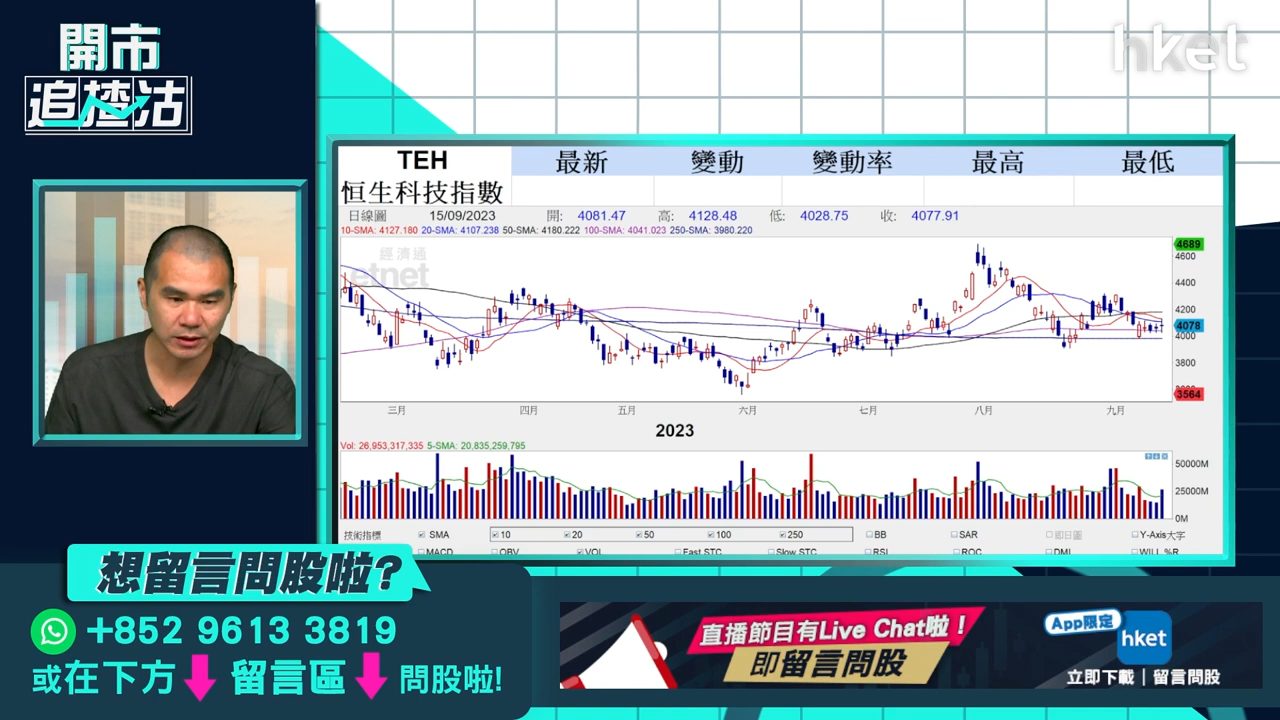 開市
追揸沽
hket
TEH 最新 變動 變動率 最高 最低
恒生科技指數
日線圖 15/09/2023 開: 4081.47 高: 4128.48 低: 4028.75 收: 4077.91
10-SMA: 4127.180 20-SMA: 4107.238 50-SMA: 4180.222 100-SMA: 4041.023 250-SMA: 3980.220
經濟通
etnet
4689
4600
4400
4200
4078
4000
3800
3564
三月 四月 五月 六月 七月 八月 九月
2023
Vol: 26,953,317,335 5-SMA: 20,835,259,795
50000M
25000M
0M
技術指標 SMA 10 20 50 100 250 BB SAR 即日圖 Y-Axis大字
MACD OBV VOL Fast STC Slow STC RSI ROC DMI WILL %R
想留言問股啦?
+852 9613 3819
或在下方 留言區 問股啦!
直播節目有Live Chat啦！
即留言問股
App限定
hket
立即下載｜留言問股